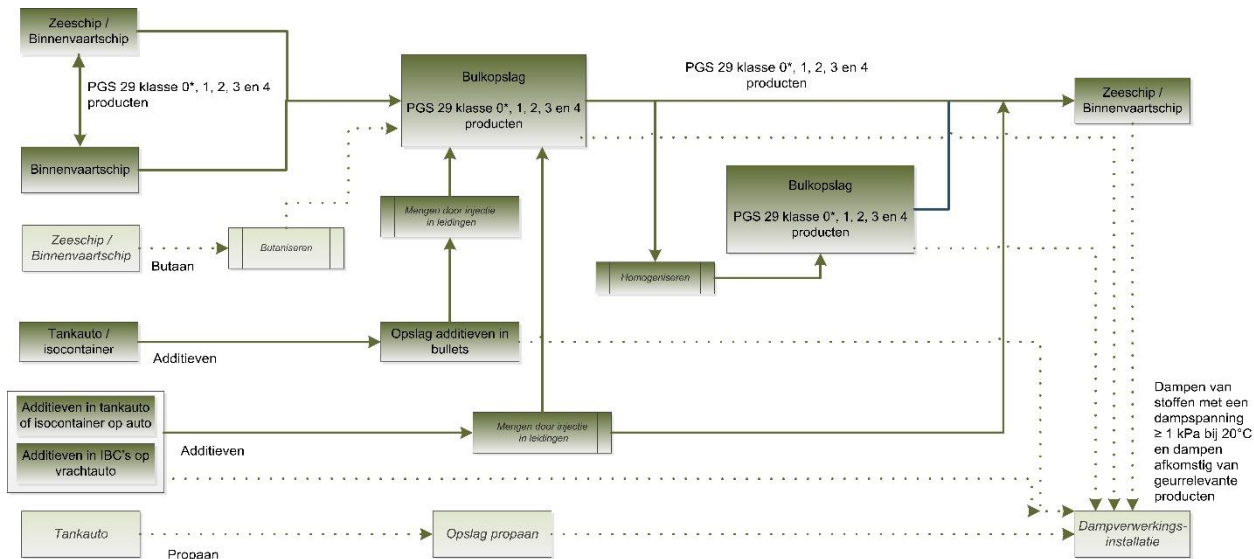 Zeeschip /
Binnenvaartschip
PGS 29 klasse 0*, 1, 2, 3 en 4
producten
Binnenvaartschip
Zeeschip /
Binnenvaartschip
Butaan
Butaniseren
Bulkopslag
PGS 29 klasse 0*, 1, 2, 3 en 4
producten
Mengen door injectie
in leidingen
PGS 29 klasse 0*, 1, 2, 3 en 4
producten
Zeeschip /
Binnenvaartschip
Bulkopslag
PGS 29 klasse 0*, 1, 2, 3 en 4
producten
Homogeniseren
Tankauto /
isocontainer
Additieven
Opslag additieven in
bullets
Additieven in tankauto
of isocontainer op auto
Additieven in IBC's op
vrachtauto
Additieven
Mengen door injectie
in leidingen
Dampen van
stoffen met een
dampspanning
≥ 1 kPa bij 20°C
en dampen
afkomstig van
geurrelevante
producten
Tankauto
Propaan
Opslag propaan
Dampverwerkings-
installatie